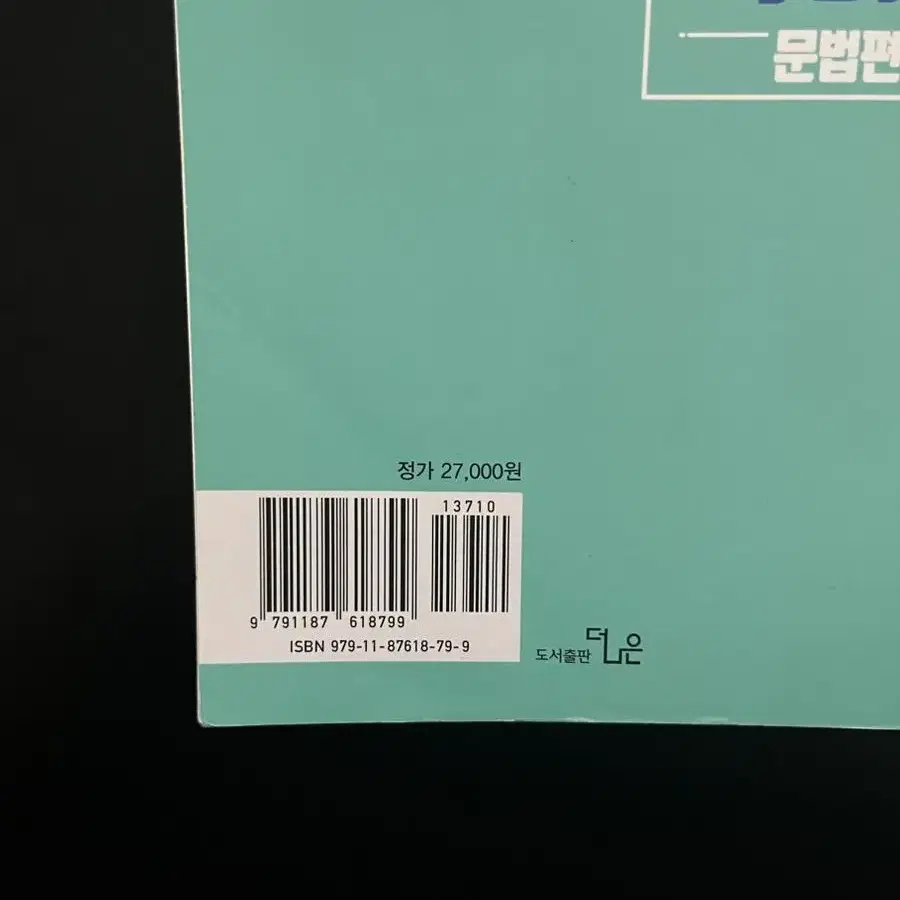 문법편
정가 27,000원
13710
9 791187 618799
ISBN 979-11-87618-79-9
도서출판 더나은